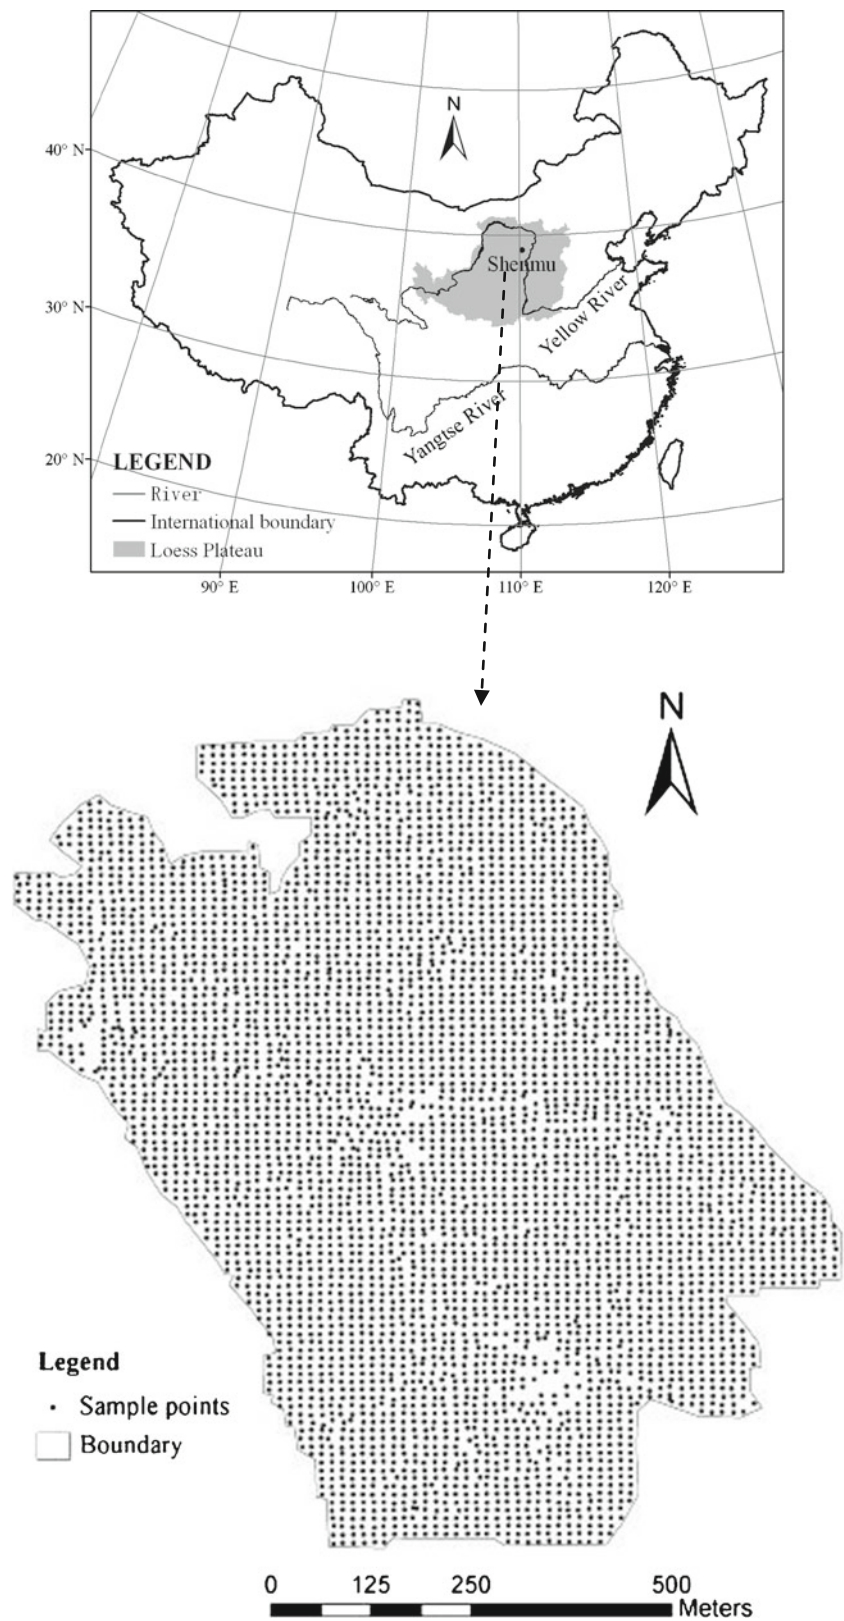 N
40° N
Shenmu
30° N
Yellow River
Yangtse River
20° N
LEGEND
River
International boundary
Loess Plateau
90° E 100° E 110° E 120° E
N
Legend
Sample points
Boundary
0 125 250 500
Meters